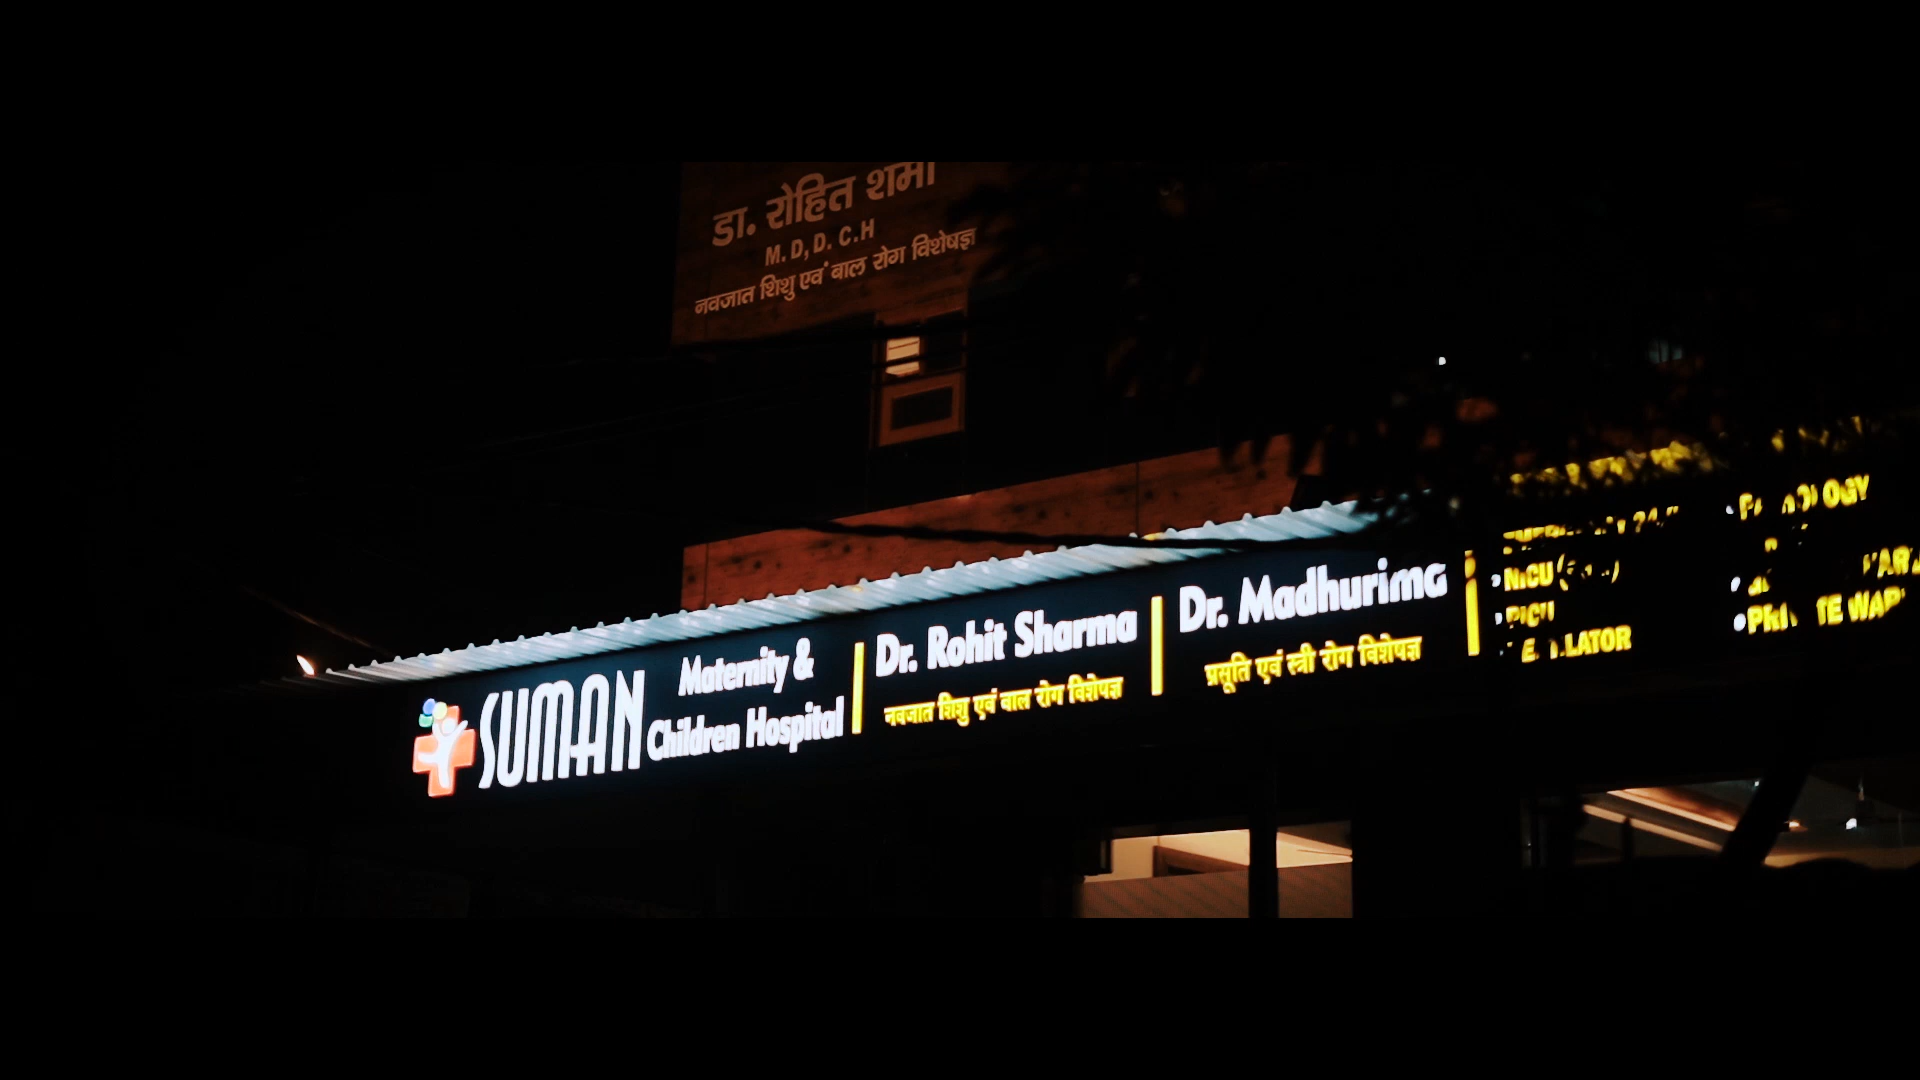 डा. रोहित शर्मा
M.D, D.C.H
नवजात शिशु एवं बाल रोग विशेषज्ञ
SUMAN
Maternity &
Children Hospital
Dr. Rohit Sharma
नवजात शिशु एवं बाल रोग विशेषज्ञ
Dr. Madhurima
प्रसूति एवं स्त्री रोग विशेषज्ञ
•NICU
•PICU